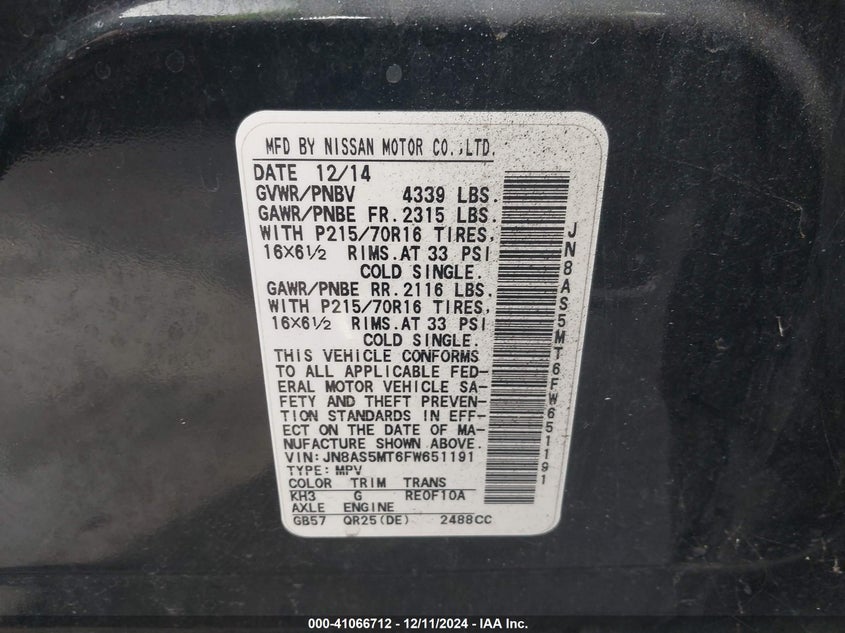 MFD BY NISSAN MOTOR CO.,LTD.
DATE 12/14
GVWR/PNBV 4339 LBS.
GAWR/PNBE FR. 2315 LBS.
WITH P215/70R16 TIRES,
16×6½ RIMS.AT 33 PSI
COLD SINGLE.
GAWR/PNBE RR. 2116 LBS.
WITH P215/70R16 TIRES,
16×6½ RIMS.AT 33 PSI
COLD SINGLE.
THIS VEHICLE CONFORMS
TO ALL APPLICABLE FED-
ERAL MOTOR VEHICLE SA-
FETY AND THEFT PREVEN-
TION STANDARDS IN EFF-
ECT ON THE DATE OF MA-
NUFACTURE SHOWN ABOVE.
VIN:JN8AS5MT6FW651191
TYPE:MPV
COLOR TRIM TRANS
KH3 G RE0F10A
AXLE ENGINE
GB57 QR25(DE) 2488CC
JN8AS5MT6FW651191
000-41066712 - 12/11/2024 - IAA Inc.